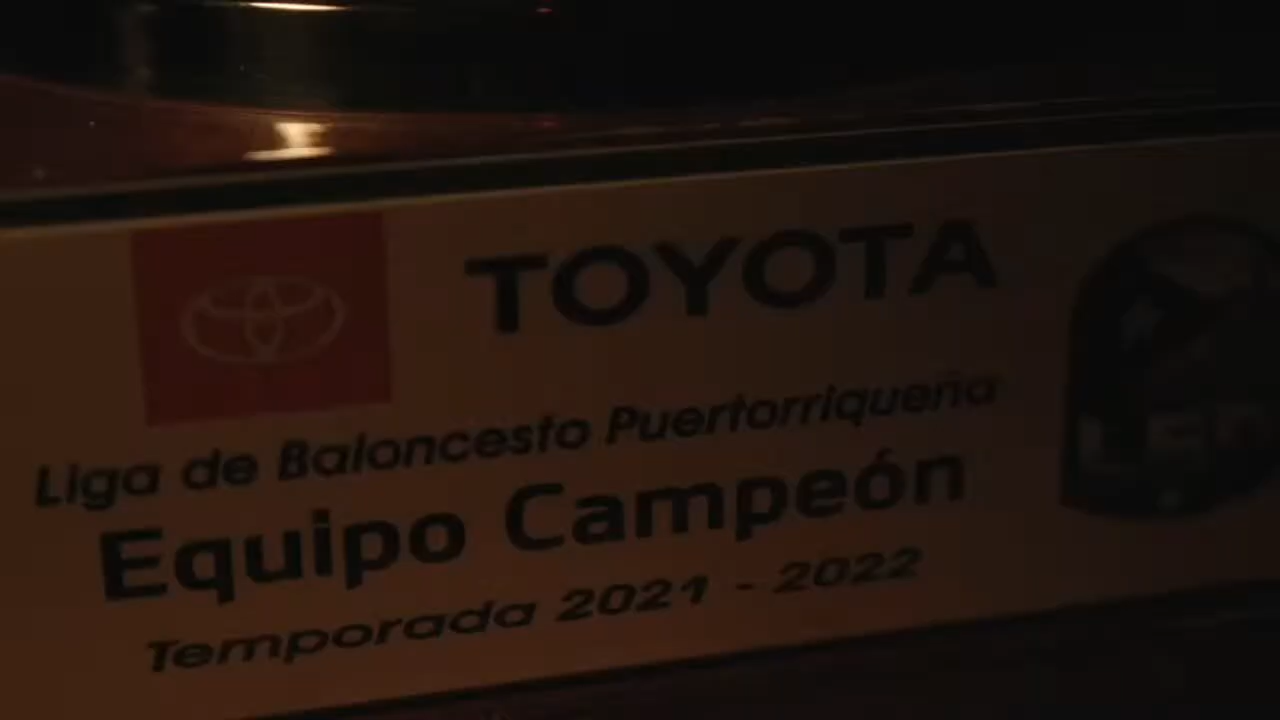 TOYOTA
Liga de Baloncesto Puertorriqueña
Equipo Campeón
Temporada 2021 - 2022